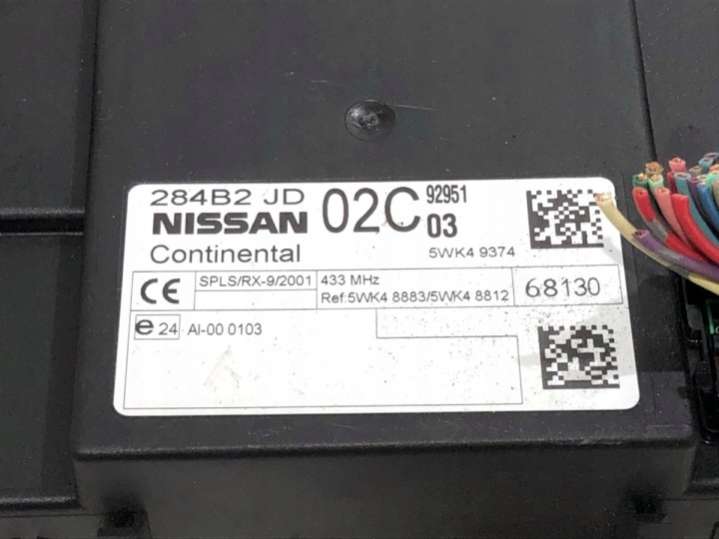 284B2 JD 02C 92951
NISSAN 03
Continental 5WK4 9374
CE SPLS/RX-9/2001 433 MHz 68130
Ref:5WK4 8883/5WK4 8812
e 24 AI-00 0103